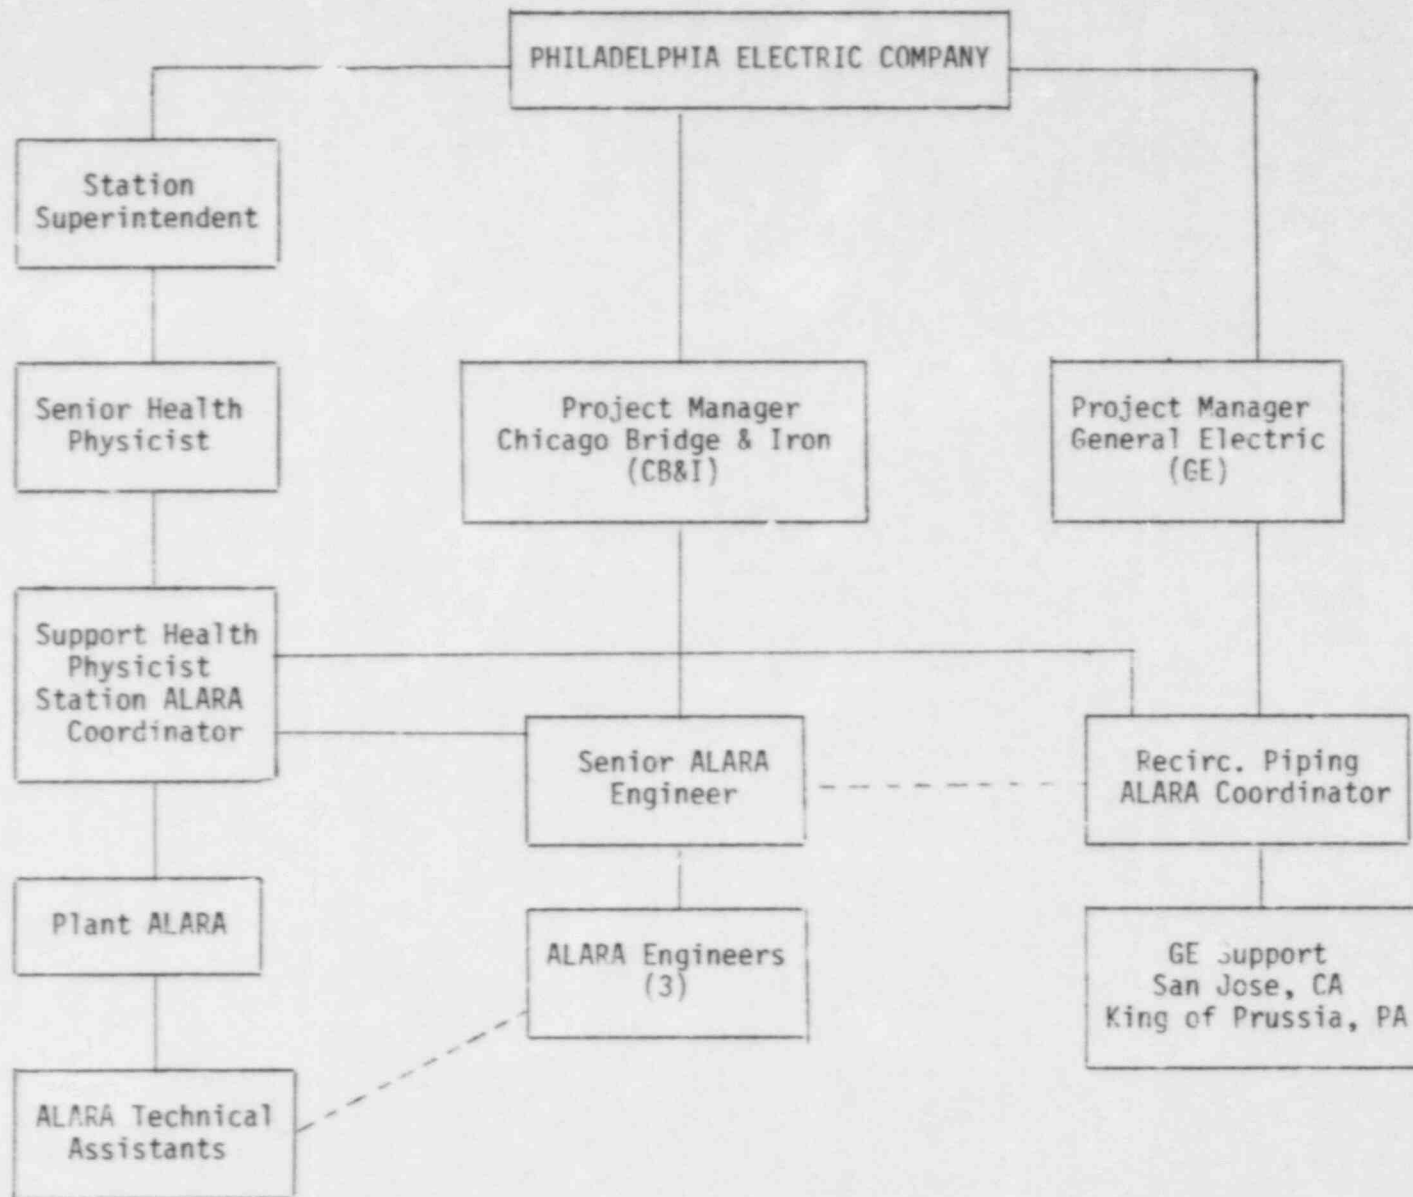 PHILADELPHIA ELECTRIC COMPANY
Station
Superintendent
Senior Health
Physicist
Project Manager
Chicago Bridge & Iron
(CB&I)
Project Manager
General Electric
(GE)
Support Health
Physicist
Station ALARA
Coordinator
Senior ALARA
Engineer
Recirc. Piping
ALARA Coordinator
Plant ALARA
ALARA Engineers
(3)
GE Support
San Jose, CA
King of Prussia, PA
ALARA Technical
Assistants